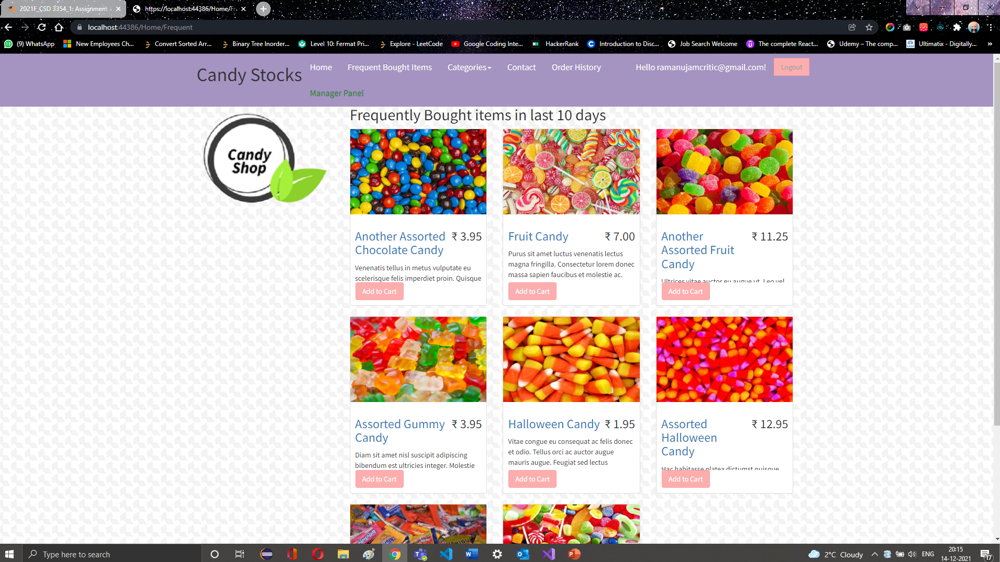 2021F_CSD 3354_1: Assignment
https://localhost:44386/Home/Fr
localhost:44386/Home/Frequent
(9) WhatsApp
New Employees Ch...
Convert Sorted Arr...
Binary Tree Inorder...
Level 10: Fermat Pri...
Explore - LeetCode
Google Coding Inte...
HackerRank
Introduction to Disc...
Job Search Welcome
The complete React...
Udemy – The comp...
Ultimatix - Digitally...
»
Candy Stocks
Home
Frequent Bought Items
Categories
Contact
Order History
Hello ramanujamcritic@gmail.com!
Logout
Manager Panel
Candy
Shop
Frequently Bought items in last 10 days
Another Assorted
Chocolate Candy
₹ 3.95
Venenatis tellus in metus vulputate eu
scelerisque felis imperdiet proin. Quisque
Add to Cart
Fruit Candy
₹ 7.00
Purus sit amet luctus venenatis lectus
magna fringilla. Consectetur lorem donec
massa sapien faucibus et molestie ac.
Add to Cart
Another
Assorted Fruit
Candy
₹ 11.25
Ultrices vitae auctor eu augue ut. Leo vel
Add to Cart
Assorted Gummy
Candy
₹ 3.95
Diam sit amet nisl suscipit adipiscing
bibendum est ultricies integer. Molestie
Add to Cart
Halloween Candy
₹ 1.95
Vitae congue eu consequat ac felis donec
et odio. Tellus orci ac auctor augue
mauris augue. Feugiat sed lectus
Add to Cart
Assorted
Halloween
Candy
₹ 12.95
Hac habitasse platea dictumst quisque
Add to Cart
Type here to search
2°C Cloudy
ENG
20:15
14-12-2021
17